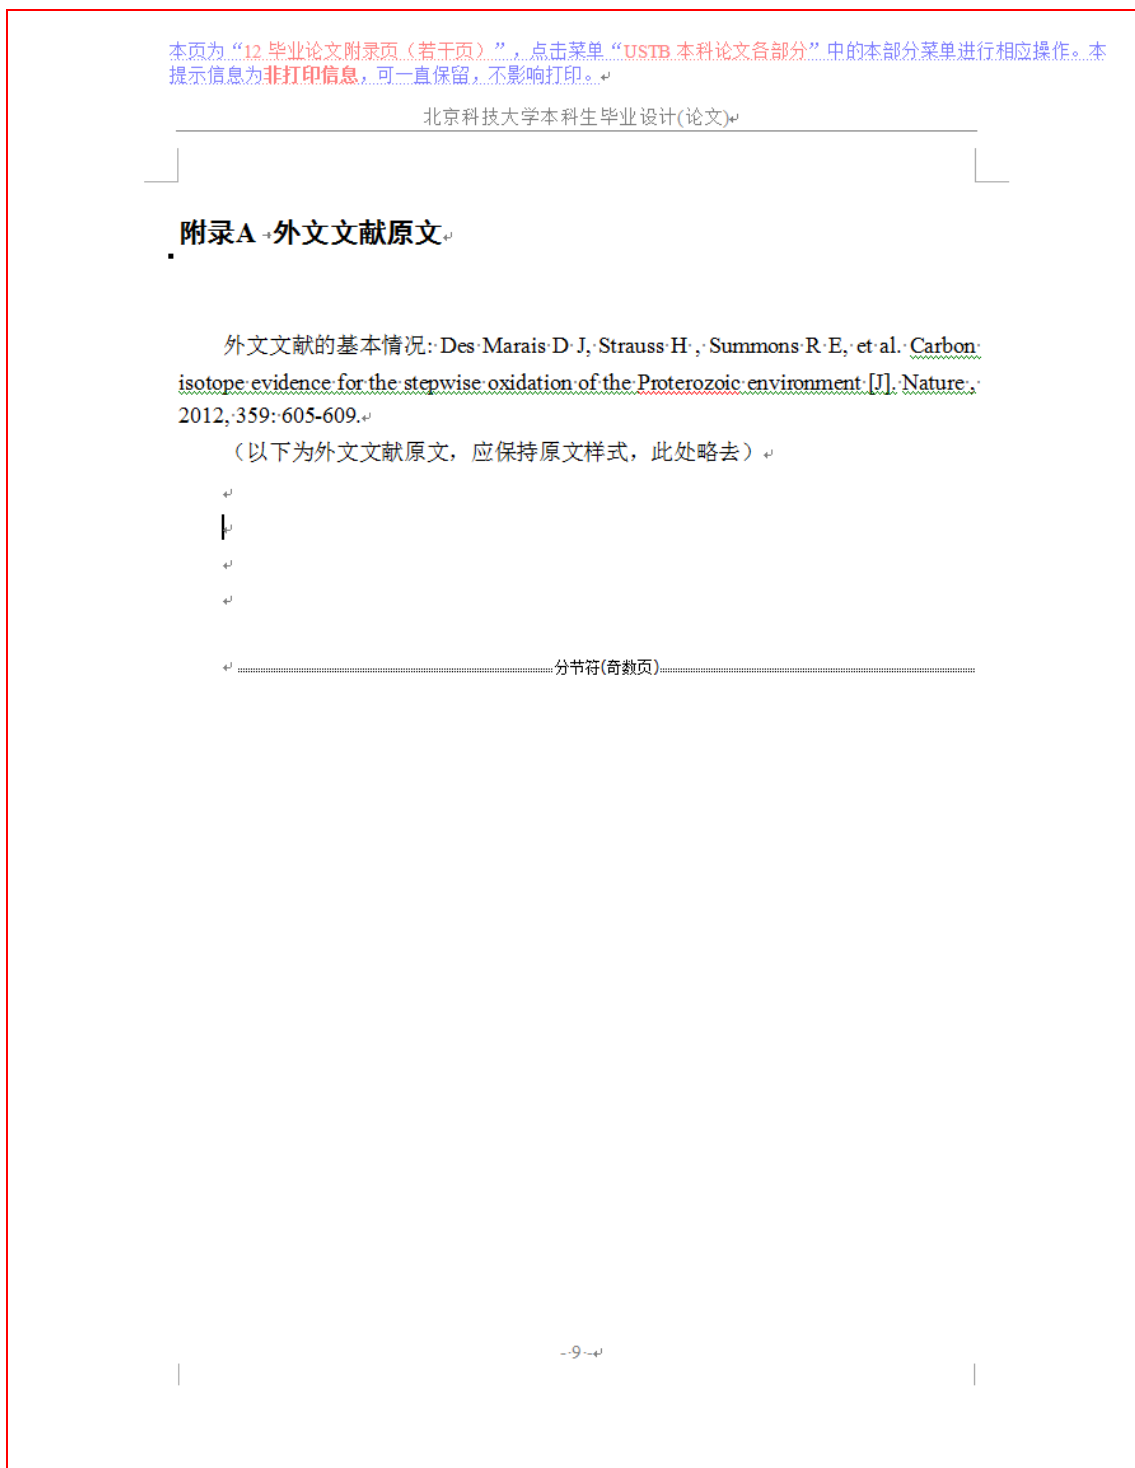 本页为“12 毕业论文附录页（若干页）”，点击菜单“USTB 本科论文各部分”中的本部分菜单进行相应操作。本
提示信息为非打印信息，可一直保留，不影响打印。
北京科技大学本科生毕业设计(论文)
附录A 外文文献原文
外文文献的基本情况: Des Marais D J, Strauss H , Summons R E, et al. Carbon
isotope evidence for the stepwise oxidation of the Proterozoic environment [J]. Nature ,
2012, 359: 605-609.
（以下为外文文献原文，应保持原文样式，此处略去）
分节符(奇数页)
- 9 -